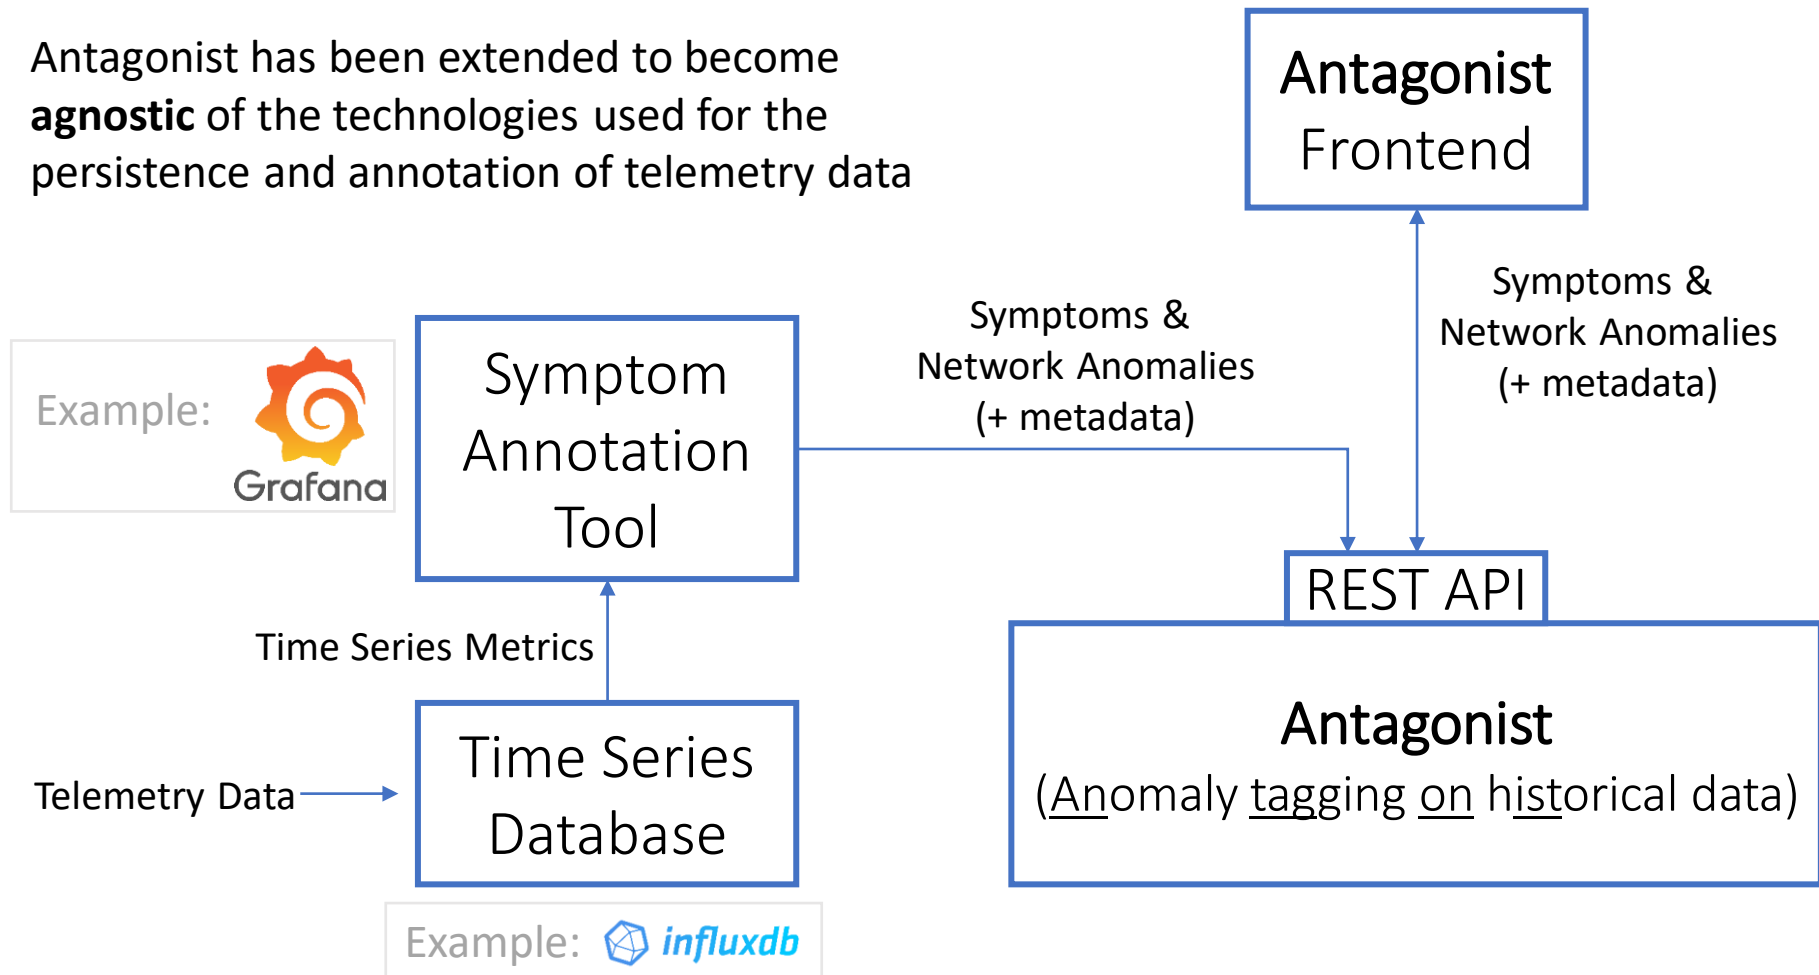 Antagonist has been extended to become
agnostic of the technologies used for the
persistence and annotation of telemetry data
Antagonist
Frontend
Symptoms &
Network Anomalies
(+ metadata)
Symptoms &
Network Anomalies
(+ metadata)
Example:
Grafana
Symptom
Annotation
Tool
REST API
Time Series Metrics
Antagonist
(Anomaly tagging on historical data)
Telemetry Data
Time Series
Database
Example: influxdb